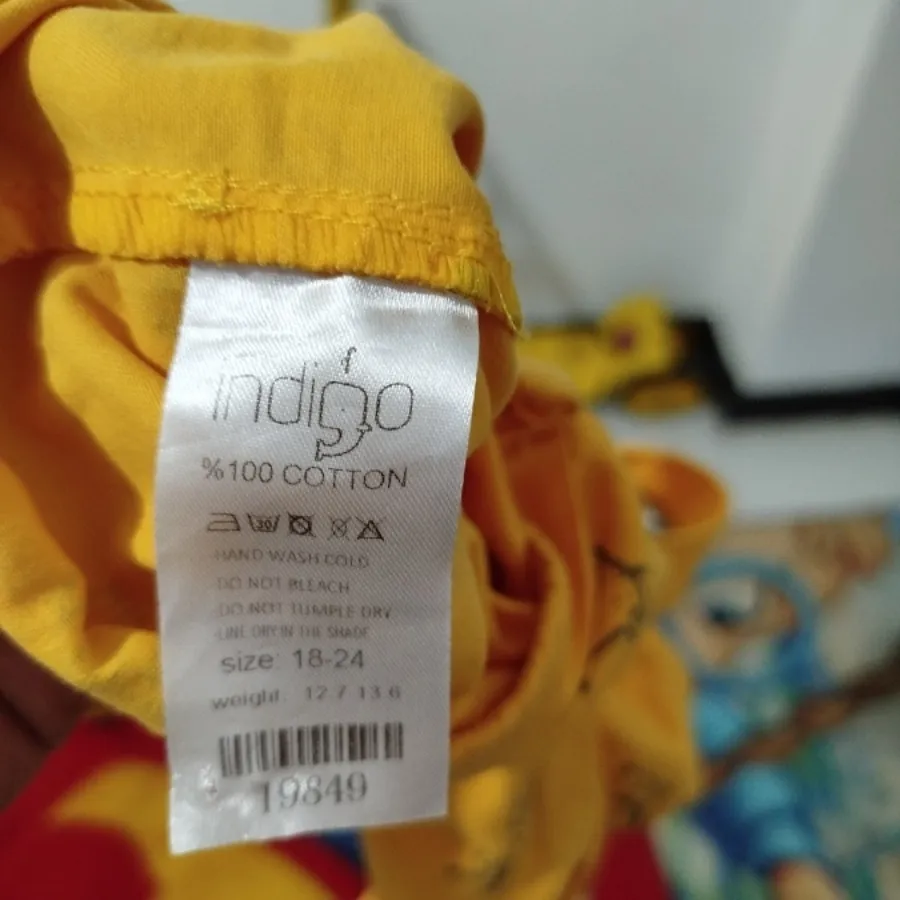 indigo
%100 COTTON
30
HAND WASH COLD
DO NOT BLEACH
DO NOT TUMPLE DRY
LINE DRY IN THE SHADE
size: 18-24
weight: 12.7 13.6
19849